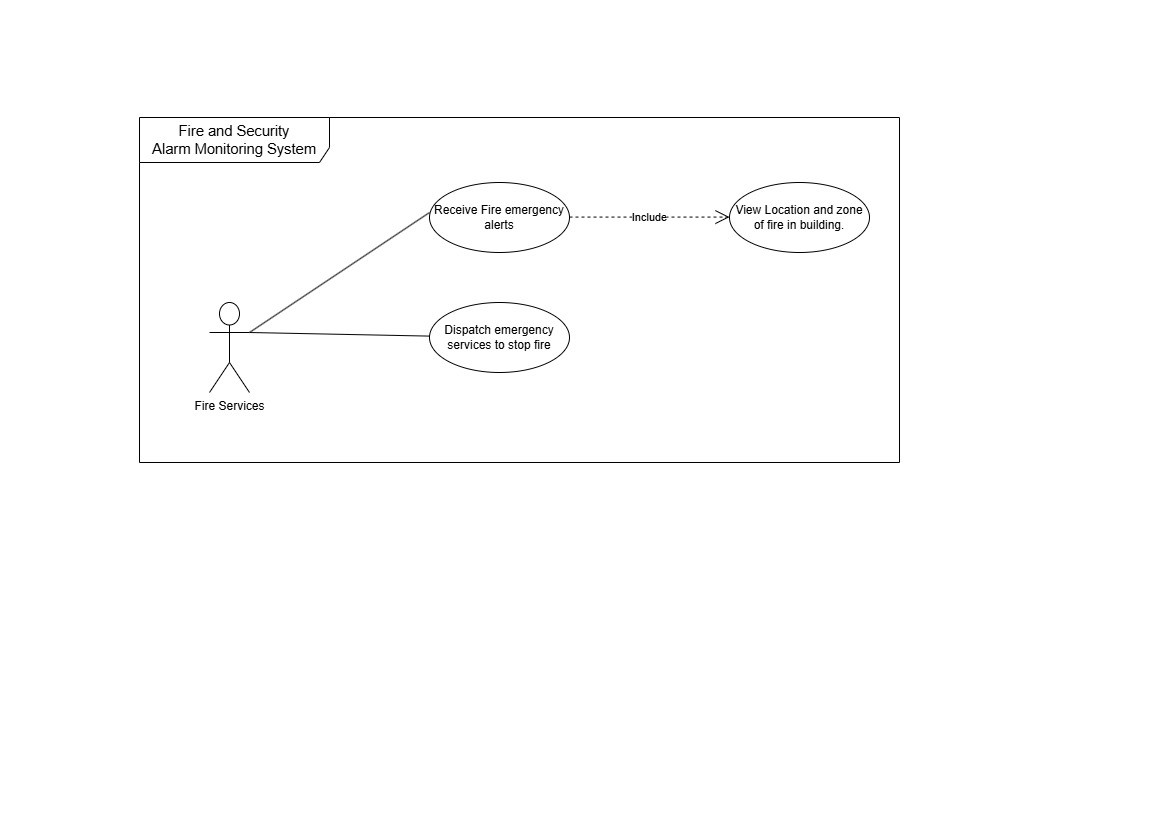 Fire and Security
Alarm Monitoring System
Receive Fire emergency
alerts
Include
View Location and zone
of fire in building.
Dispatch emergency
services to stop fire
Fire Services